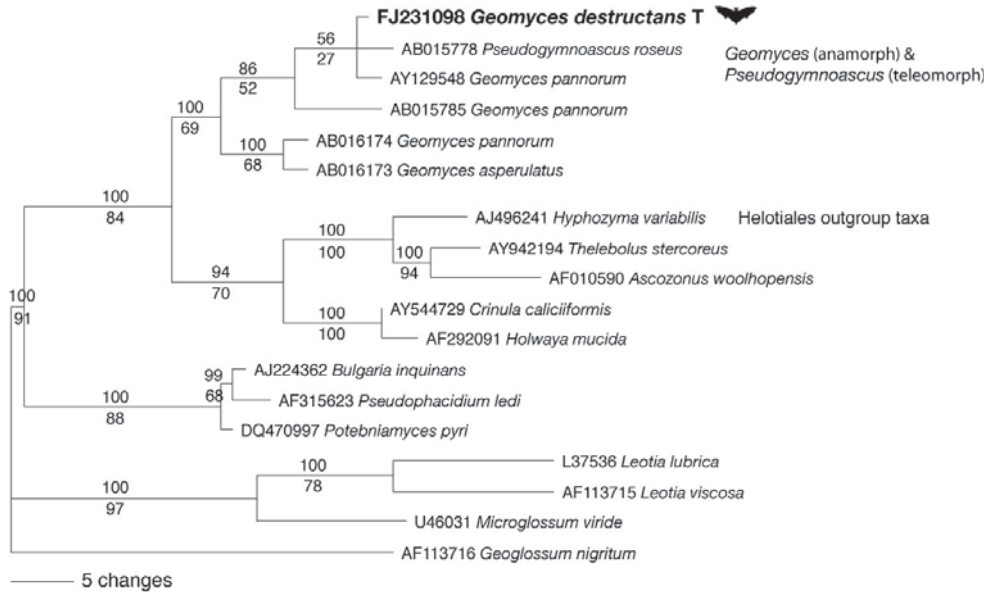 FJ231098 Geomyces destructans T
56
27
AB015778 Pseudogymnoascus roseus
Geomyces (anamorph) &
Pseudogymnoascus (teleomorph)
86
52
AY129548 Geomyces pannorum
AB015785 Geomyces pannorum
100
69
AB016174 Geomyces pannorum
100
68
AB016173 Geomyces asperulatus
100
84
AJ496241 Hyphozyma variabilis
Helotiales outgroup taxa
100
100
AY942194 Thelebolus stercoreus
100
94
AF010590 Ascozonus woolhopensis
94
70
AY544729 Crinula caliciiformis
100
100
AF292091 Holwaya mucida
100
91
AJ224362 Bulgaria inquinans
99
68
AF315623 Pseudophacidium ledi
100
88
DQ470997 Potebniamyces pyri
L37536 Leotia lubrica
100
78
AF113715 Leotia viscosa
100
97
U46031 Microglossum viride
AF113716 Geoglossum nigritum
5 changes